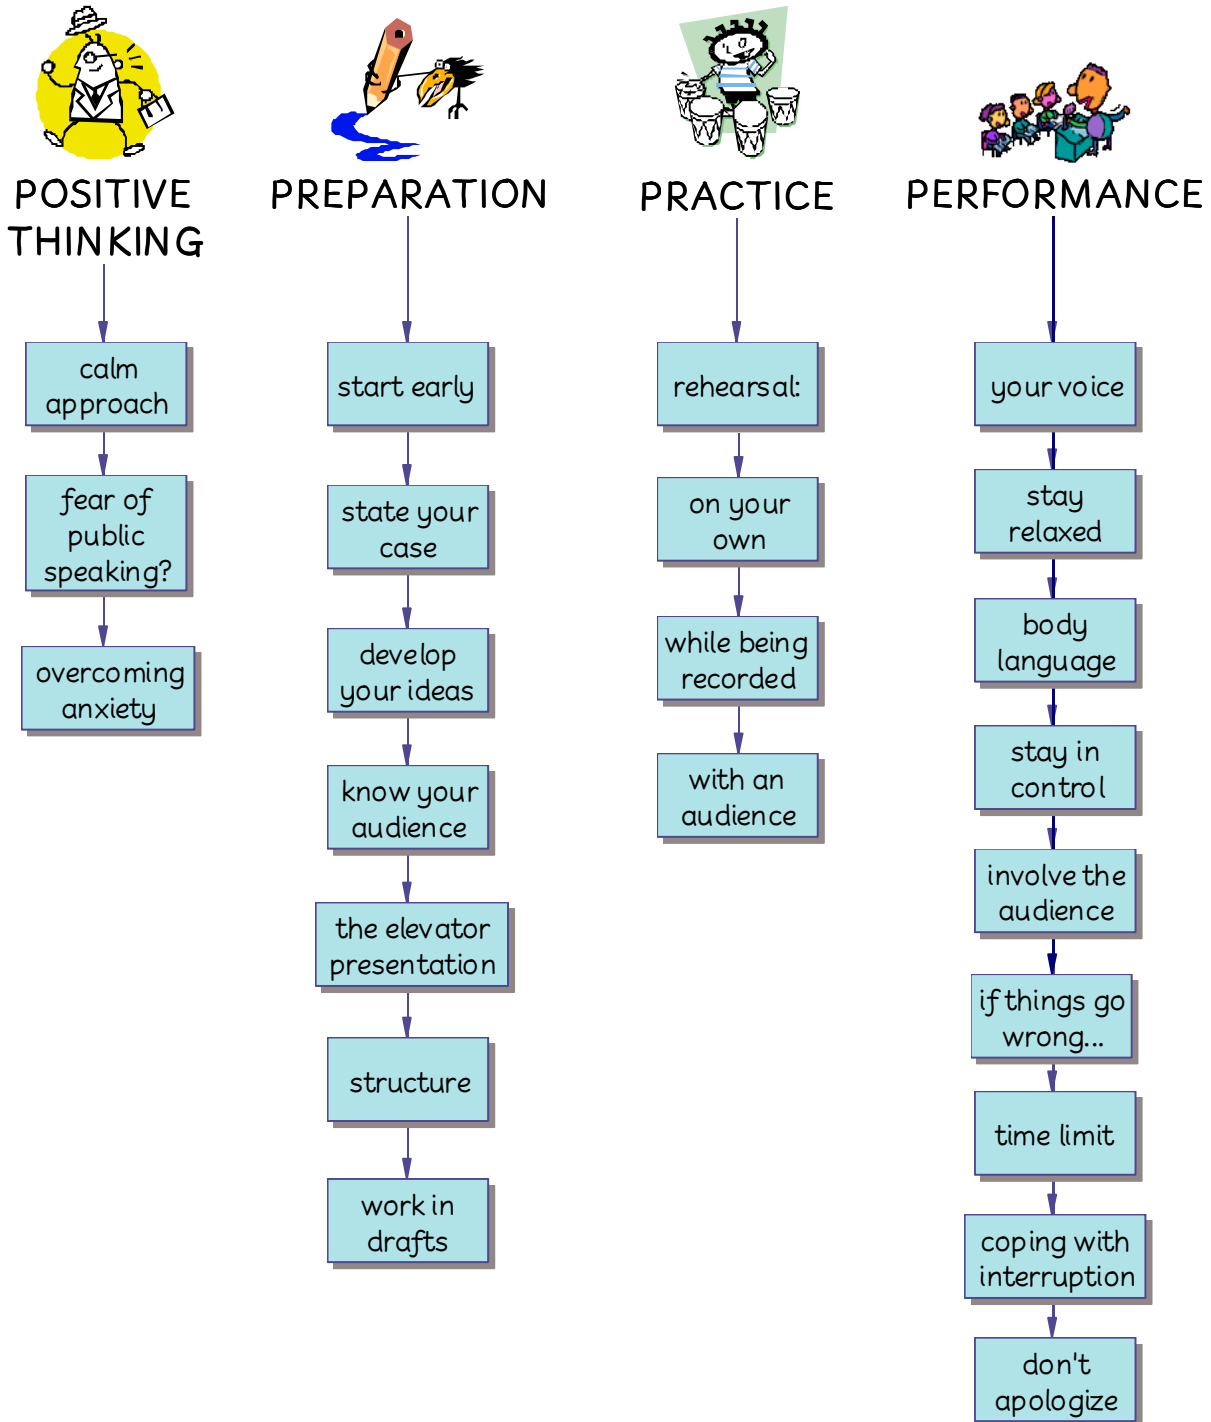 POSITIVE
THINKING
calm
approach
fear of
public
speaking?
overcoming
anxiety
PREPARATION
start early
state your
case
develop
your ideas
know your
audience
the elevator
presentation
structure
work in
drafts
PRACTICE
rehearsal:
on your
own
while being
recorded
with an
audience
PERFORMANCE
your voice
stay
relaxed
body
language
stay in
control
involve the
audience
if things go
wrong...
time limit
coping with
interruption
don't
apologize